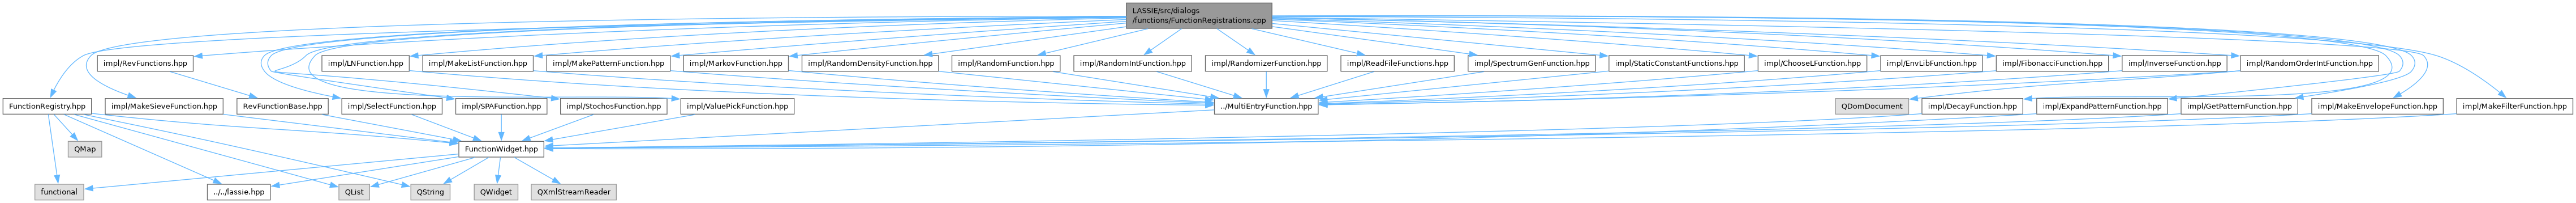 LASSIE/src/dialogs
/functions/FunctionRegistrations.cpp
impl/RevFunctions.hpp
impl/LNFunction.hpp
impl/MakeListFunction.hpp
impl/MakePatternFunction.hpp
impl/MarkovFunction.hpp
impl/RandomDensityFunction.hpp
impl/RandomFunction.hpp
impl/RandomIntFunction.hpp
impl/RandomizerFunction.hpp
impl/ReadFileFunctions.hpp
impl/SpectrumGenFunction.hpp
impl/StaticConstantFunctions.hpp
impl/ChooseLFunction.hpp
impl/EnvLibFunction.hpp
impl/FibonacciFunction.hpp
impl/InverseFunction.hpp
impl/RandomOrderIntFunction.hpp
FunctionRegistry.hpp
impl/MakeSieveFunction.hpp
RevFunctionBase.hpp
impl/SelectFunction.hpp
impl/SPAFunction.hpp
impl/StochosFunction.hpp
impl/ValuePickFunction.hpp
../MultiEntryFunction.hpp
QDomDocument
impl/DecayFunction.hpp
impl/ExpandPatternFunction.hpp
impl/GetPatternFunction.hpp
impl/MakeEnvelopeFunction.hpp
impl/MakeFilterFunction.hpp
QMap
FunctionWidget.hpp
functional
../../lassie.hpp
QList
QString
QWidget
QXmlStreamReader